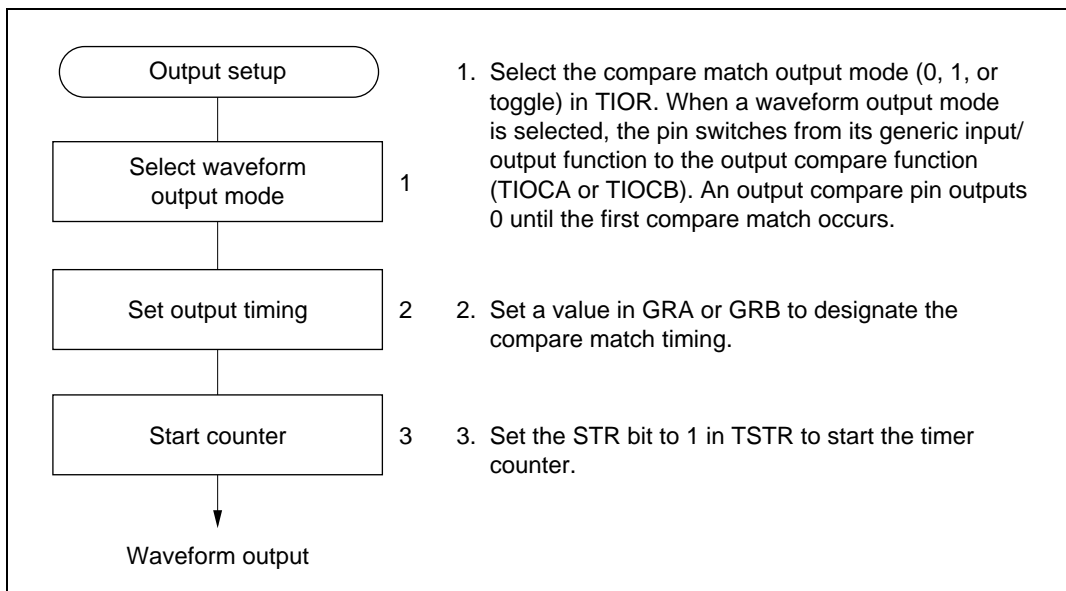 Output setup
Select waveform
output mode
1
Set output timing
2
Start counter
3
Waveform output
1. Select the compare match output mode (0, 1, or
toggle) in TIOR. When a waveform output mode
is selected, the pin switches from its generic input/
output function to the output compare function
(TIOCA or TIOCB). An output compare pin outputs
0 until the first compare match occurs.
2. Set a value in GRA or GRB to designate the
compare match timing.
3. Set the STR bit to 1 in TSTR to start the timer
counter.